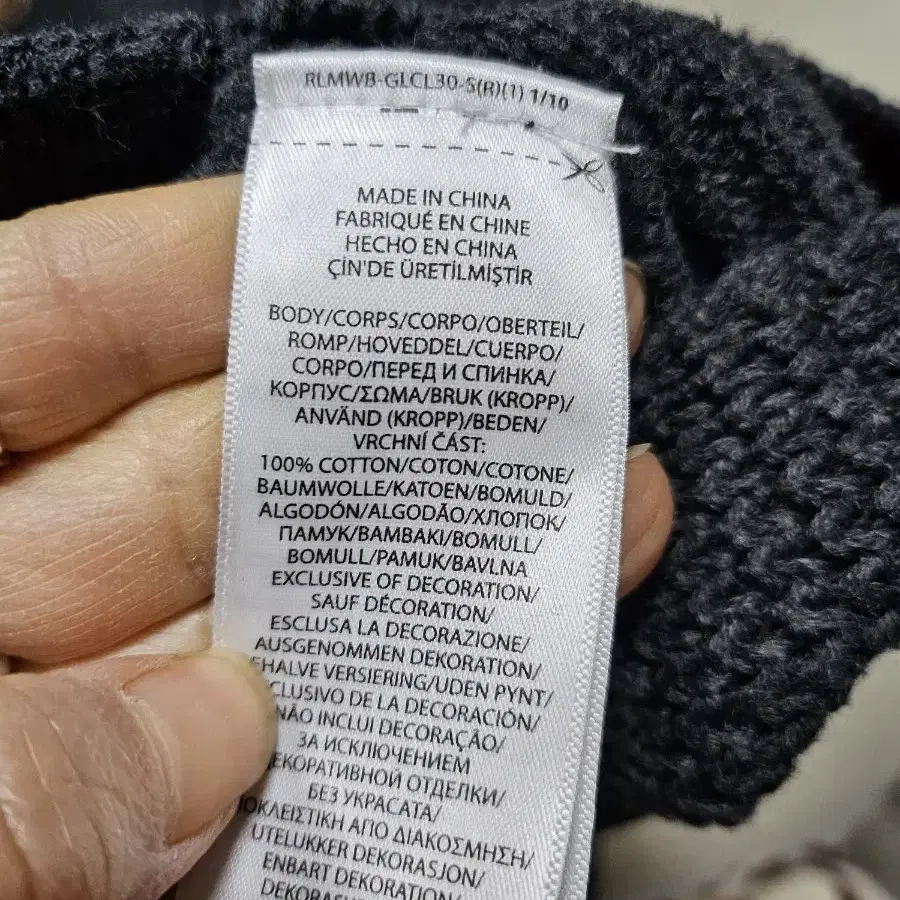 RLMWB-GLCL30-S(R)(1) 1/10
MADE IN CHINA
FABRIQUÉ EN CHINE
HECHO EN CHINA
ÇİN'DE ÜRETİLMİŞTİR
BODY/CORPS/CORPO/OBERTEIL/
ROMP/HOVEDDEL/CUERPO/
CORPO/ПЕРЕД И СПИНКА/
КОРПУС/ΣΩΜΑ/BRUK (KROPP)/
ANVÄND (KROPP)/BEDEN/
VRCHNÍ ČÁST:
100% COTTON/COTON/COTONE/
BAUMWOLLE/KATOEN/BOMULD/
ALGODÓN/ALGODÃO/ХЛОПОК/
ПАМУК/ΒΑΜΒΑΚΙ/BOMULL/
BOMULL/PAMUK/BAVLNA
EXCLUSIVE OF DECORATION/
SAUF DÉCORATION/
ESCLUSA LA DECORAZIONE/
AUSGENOMMEN DEKORATION/
EHALVE VERSIERING/UDEN PYNT/
CLUSIVO DE LA DECORACIÓN/
NÃO INCLUI DECORAÇÃO/
ЗА ИСКЛЮЧЕНИЕМ
ЕКОРАТИВНОЙ ОТДЕЛКИ/
БЕЗ УКРАСАТА/
ΟΚΛΕΙΣΤΙΚΗ ΑΠΟ ΔΙΑΚΟΣΜΗΣΗ/
UTELUKKER DEKORASJON/
ENBART DEKORATION/